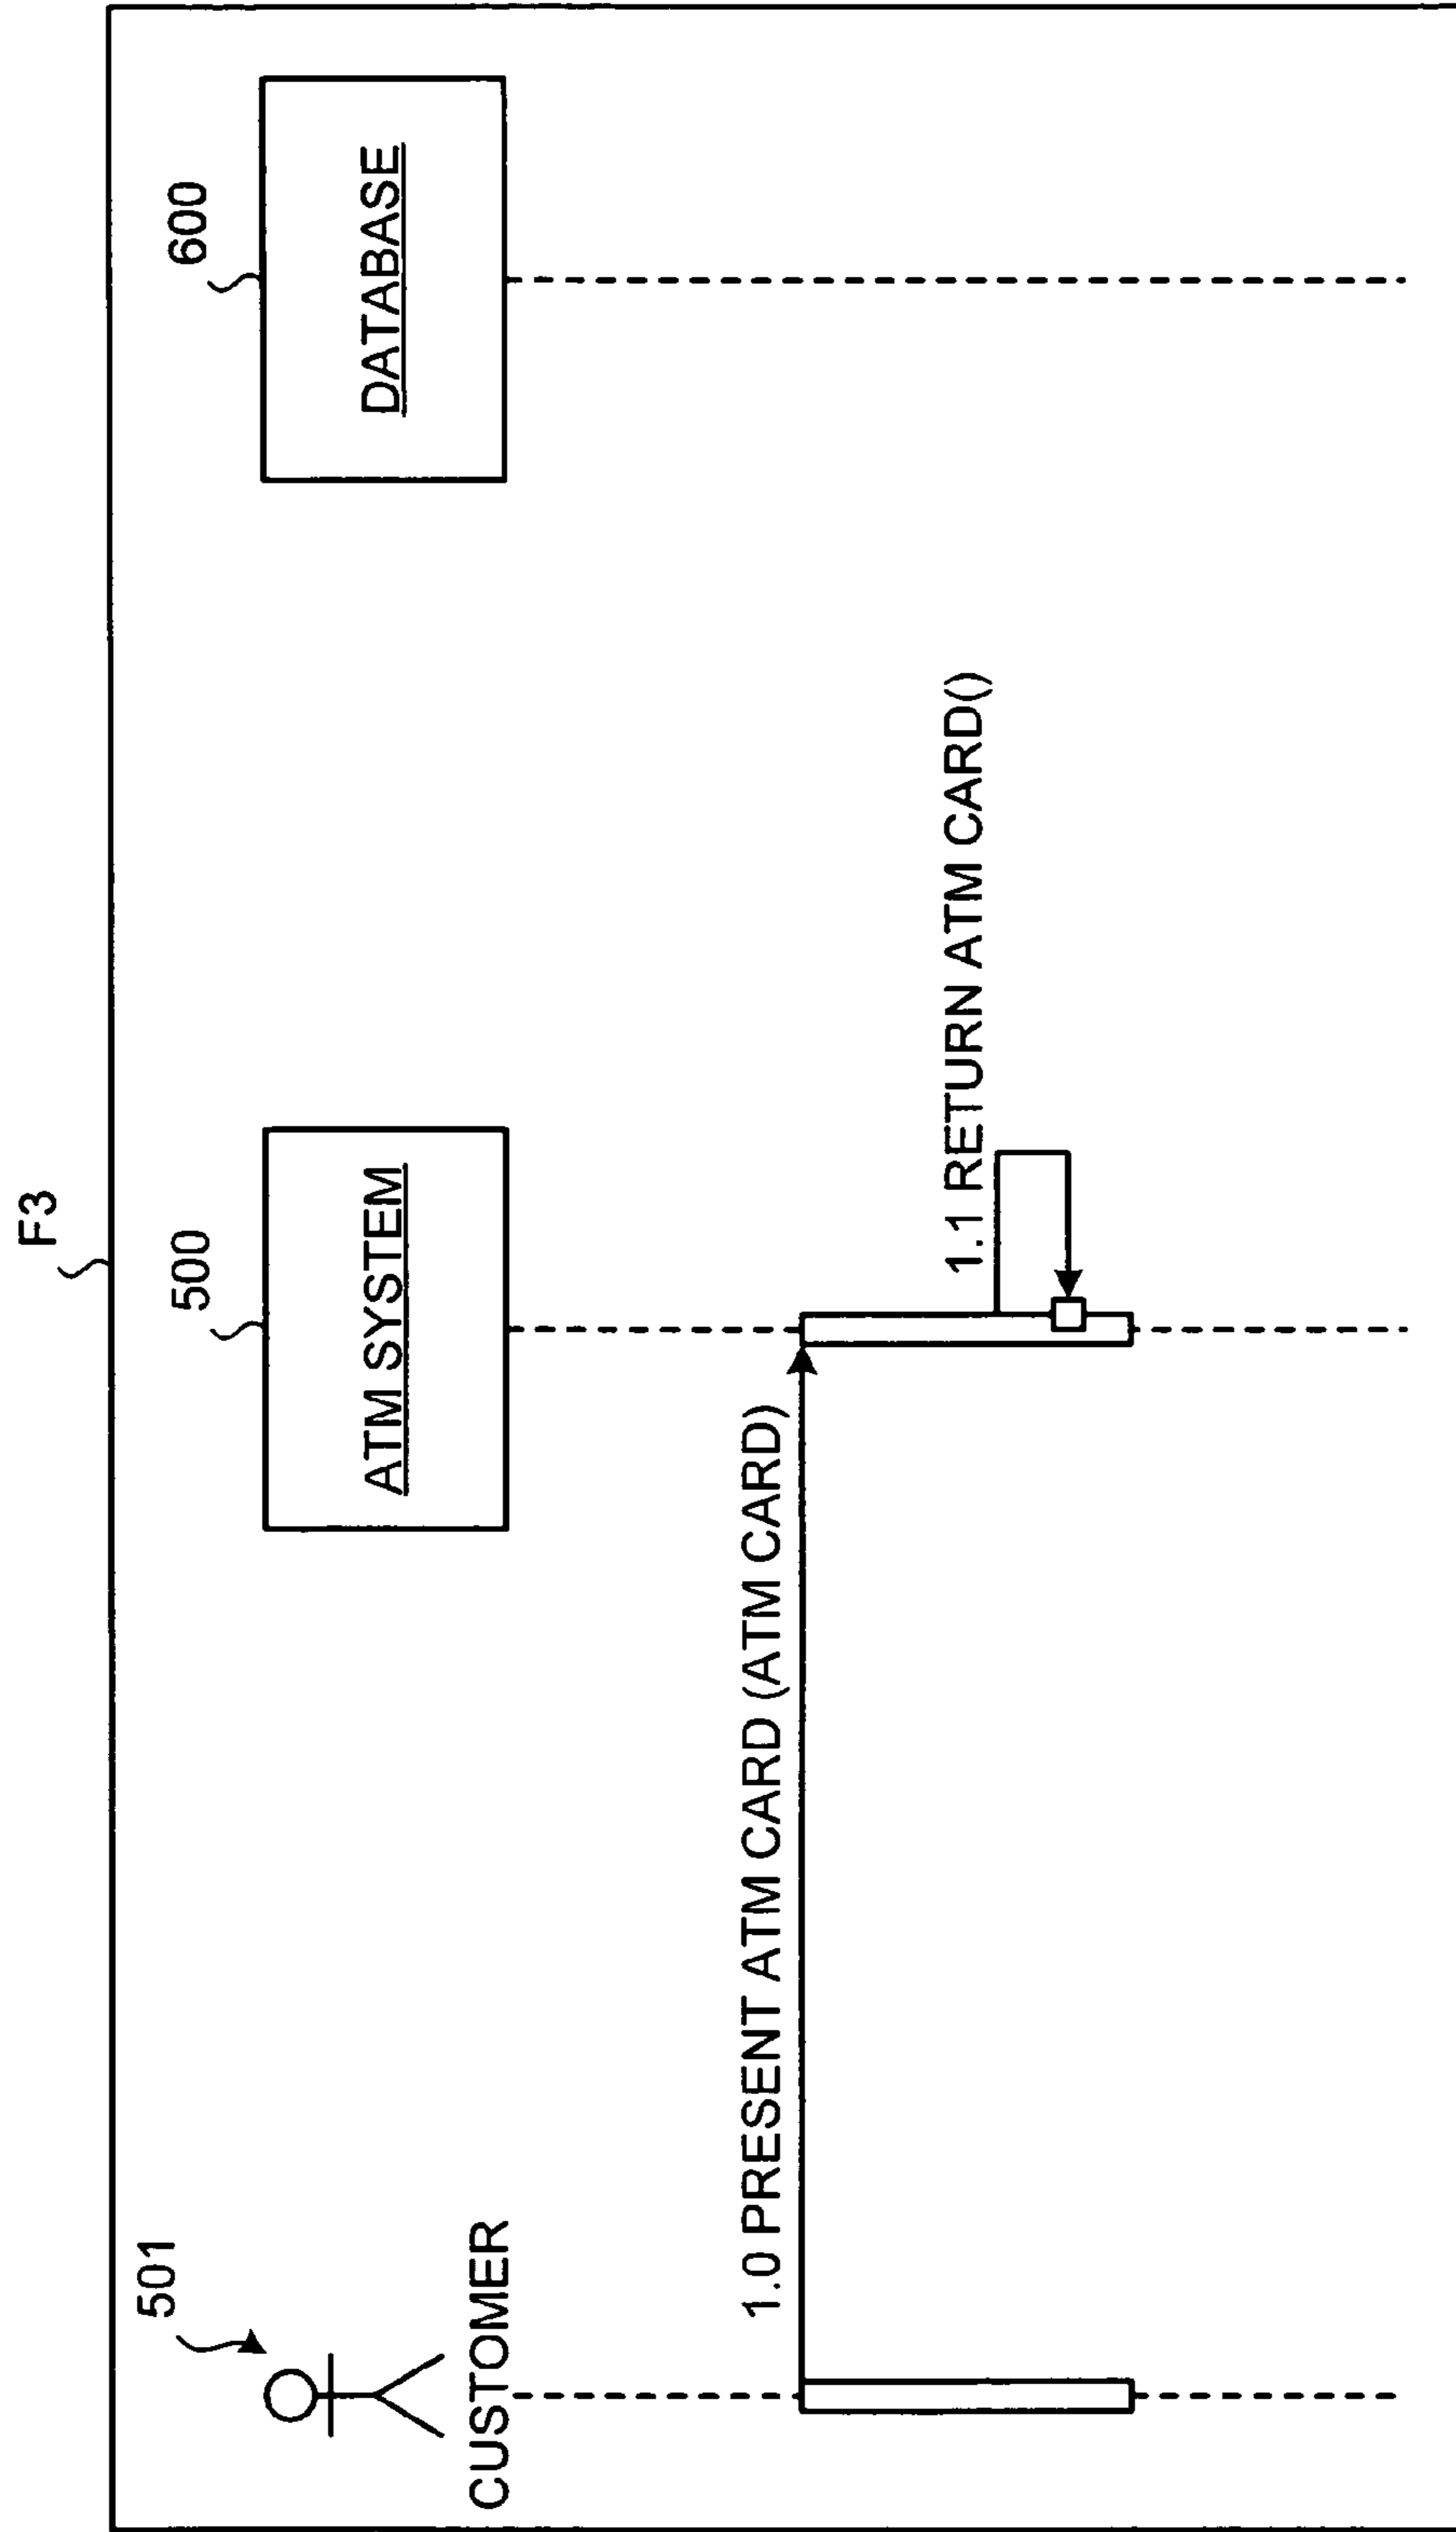 F3
501
500
600
CUSTOMER
ATM SYSTEM
DATABASE
1.0 PRESENT ATM CARD (ATM CARD)
1.1 RETURN ATM CARD()